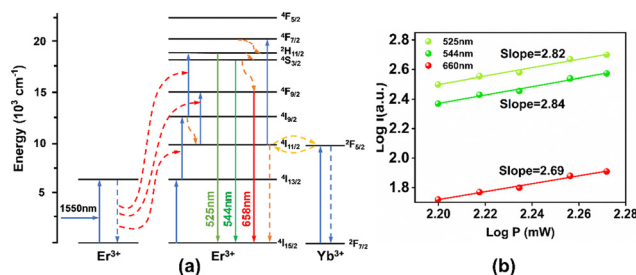 ⁴F₅/₂
⁴F₇/₂
²H₁₁/₂
⁴S₃/₂
⁴F₉/₂
⁴I₉/₂
⁴I₁₁/₂
²F₅/₂
⁴I₁₃/₂
⁴I₁₅/₂
²F₇/₂
20
15
10
5
Energy (10³ cm⁻¹)
1550nm
525nm
544nm
658nm
Er³⁺
Er³⁺
Yb³⁺
(a)
525nm
544nm
660nm
Slope=2.82
Slope=2.84
Slope=2.69
2.8
2.6
2.4
2.2
2.0
1.8
Log I(a.u.)
2.20
2.22
2.24
2.26
2.28
Log P (mW)
(b)